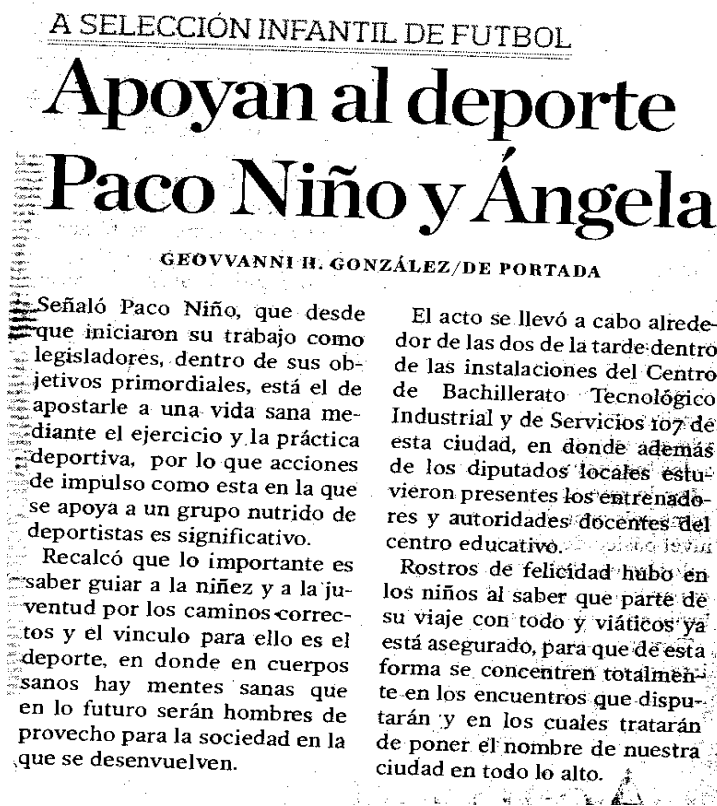 A SELECCIÓN INFANTIL DE FUTBOL
Apoyan al deporte
Paco Niño y Ángela
GEOVVANNI H. GONZÁLEZ/DE PORTADA
Señaló Paco Niño, que desde
que iniciaron su trabajo como
legisladores, dentro de sus ob-
jetivos primordiales, está el de
apostarle a una vida sana me-
diante el ejercicio y la práctica
deportiva, por lo que acciones
de impulso como esta en la que
se apoya a un grupo nutrido de
deportistas es significativo.
Recalcó que lo importante es
saber guiar a la niñez y a la ju-
ventud por los caminos correc-
tos y el vinculo para ello es el
deporte, en donde en cuerpos
sanos hay mentes sanas que
en lo futuro serán hombres de
provecho para la sociedad en la
que se desenvuelven.
El acto se llevó a cabo alrede-
dor de las dos de la tarde dentro
de las instalaciones del Centro
de Bachillerato Tecnológico
Industrial y de Servicios 107 de
esta ciudad, en donde además
de los diputados locales estu-
vieron presentes los entrenado-
res y autoridades docentes del
centro educativo.
Rostros de felicidad hubo en
los niños al saber que parte de
su viaje con todo y viáticos ya
está asegurado, para que de esta
forma se concentren totalmen-
te en los encuentros que dispu-
tarán y en los cuales tratarán
de poner el nombre de nuestra
ciudad en todo lo alto.